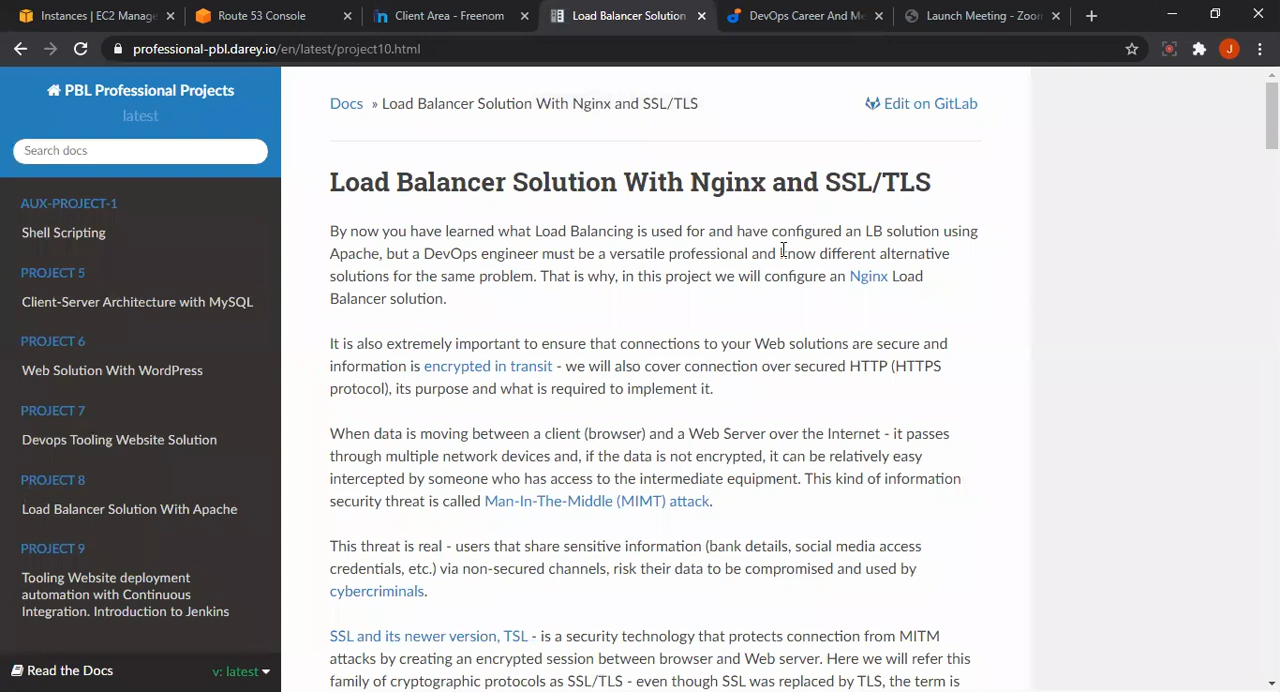 Instances | EC2 Manage
Route 53 Console
Client Area - Freenom
Load Balancer Solution
DevOps Career And Me
Launch Meeting - Zoom
professional-pbl.darey.io/en/latest/project10.html
J
PBL Professional Projects
latest
Search docs
AUX-PROJECT-1
Shell Scripting
PROJECT 5
Client-Server Architecture with MySQL
PROJECT 6
Web Solution With WordPress
PROJECT 7
Devops Tooling Website Solution
PROJECT 8
Load Balancer Solution With Apache
PROJECT 9
Tooling Website deployment
automation with Continuous
Integration. Introduction to Jenkins
Read the Docs
v: latest
Docs » Load Balancer Solution With Nginx and SSL/TLS
Edit on GitLab
Load Balancer Solution With Nginx and SSL/TLS
By now you have learned what Load Balancing is used for and have configured an LB solution using
Apache, but a DevOps engineer must be a versatile professional and know different alternative
solutions for the same problem. That is why, in this project we will configure an Nginx Load
Balancer solution.
It is also extremely important to ensure that connections to your Web solutions are secure and
information is encrypted in transit - we will also cover connection over secured HTTP (HTTPS
protocol), its purpose and what is required to implement it.
When data is moving between a client (browser) and a Web Server over the Internet - it passes
through multiple network devices and, if the data is not encrypted, it can be relatively easy
intercepted by someone who has access to the intermediate equipment. This kind of information
security threat is called Man-In-The-Middle (MIMT) attack.
This threat is real - users that share sensitive information (bank details, social media access
credentials, etc.) via non-secured channels, risk their data to be compromised and used by
cybercriminals.
SSL and its newer version, TSL - is a security technology that protects connection from MITM
attacks by creating an encrypted session between browser and Web server. Here we will refer this
family of cryptographic protocols as SSL/TLS - even though SSL was replaced by TLS, the term is